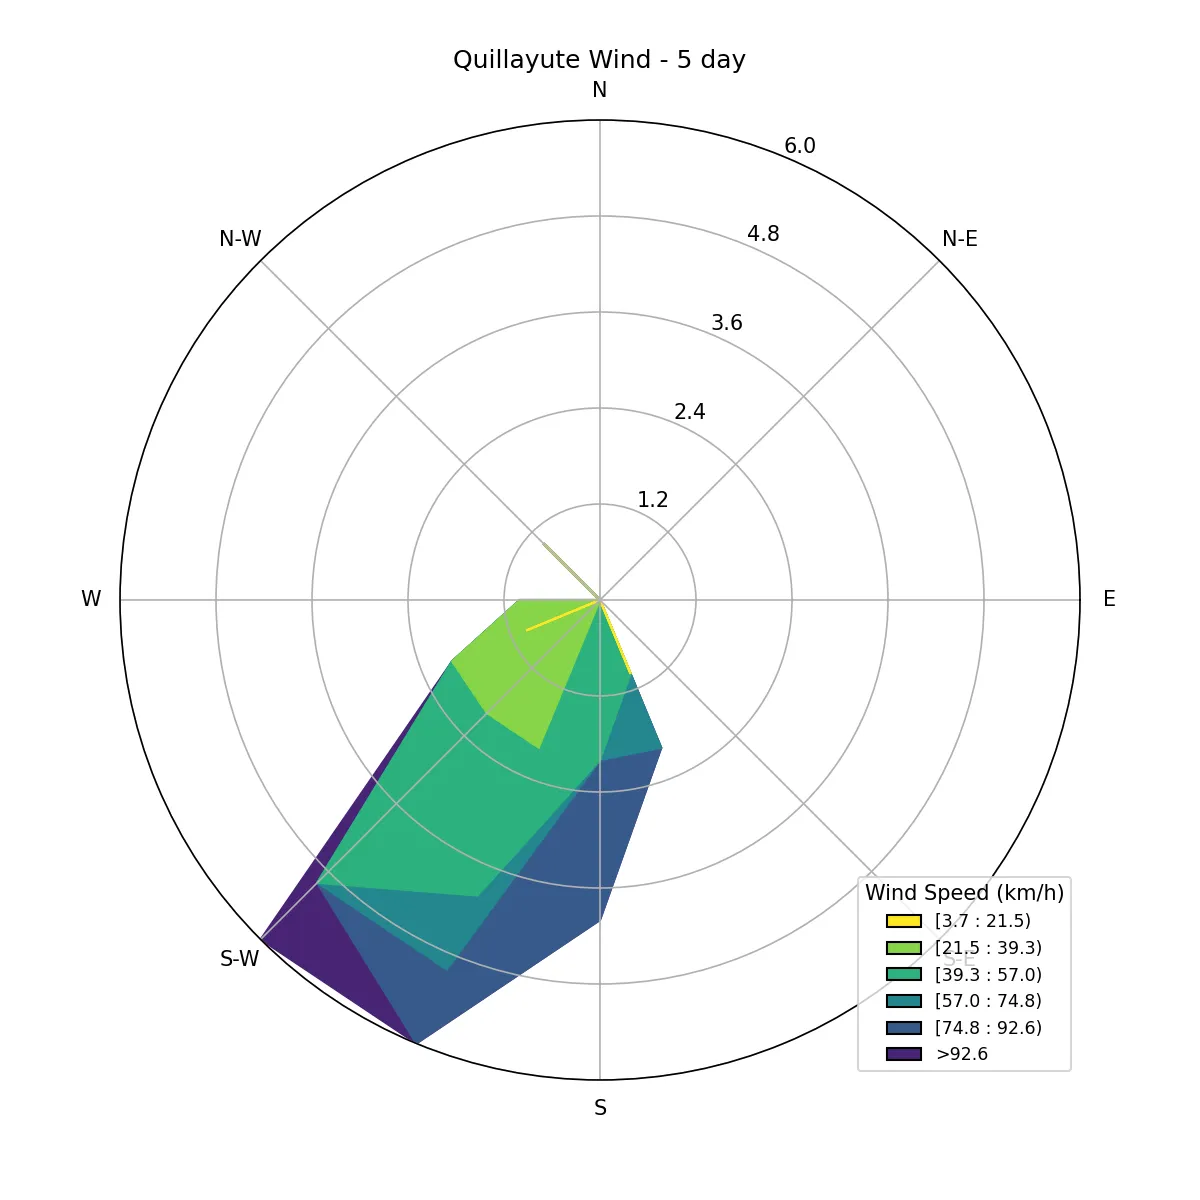 Quillayute Wind - 5 day
N
6.0
N-W
N-E
4.8
3.6
2.4
1.2
W
E
S-W
S-E
S
Wind Speed (km/h)
[3.7 : 21.5)
[21.5 : 39.3)
[39.3 : 57.0)
[57.0 : 74.8)
[74.8 : 92.6)
>92.6